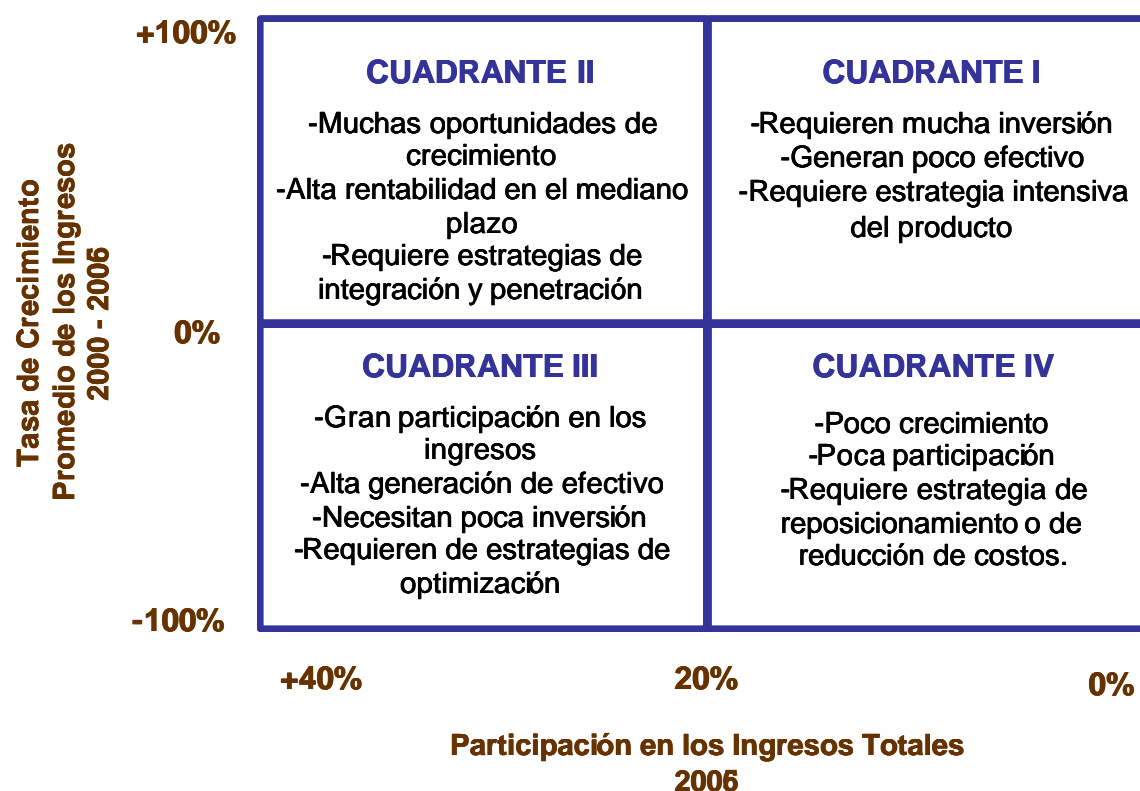 +100%
0%
-100%
Tasa de Crecimiento
Promedio de los Ingresos
2000 -
CUADRANTE II
-Muchas oportunidades de
crecimiento
-Alta rentabilidad en el mediano
plazo
-Requiere estrategias de
integración y penetración
CUADRANTE I
-Requieren mucha inversión
-Generan poco efectivo
-Requiere estrategia intensiva
del producto
CUADRANTE III
-Gran participación en los
ingresos
-Alta generación de efectivo
-Necesitan poca inversión
-Requieren de estrategias de
optimización
CUADRANTE IV
-Poco crecimiento
-Poca participación
-Requiere estrategia de
reposicionamiento o de
reducción de costos.
+40%
20%
0%
Participación en los Ingresos Totales